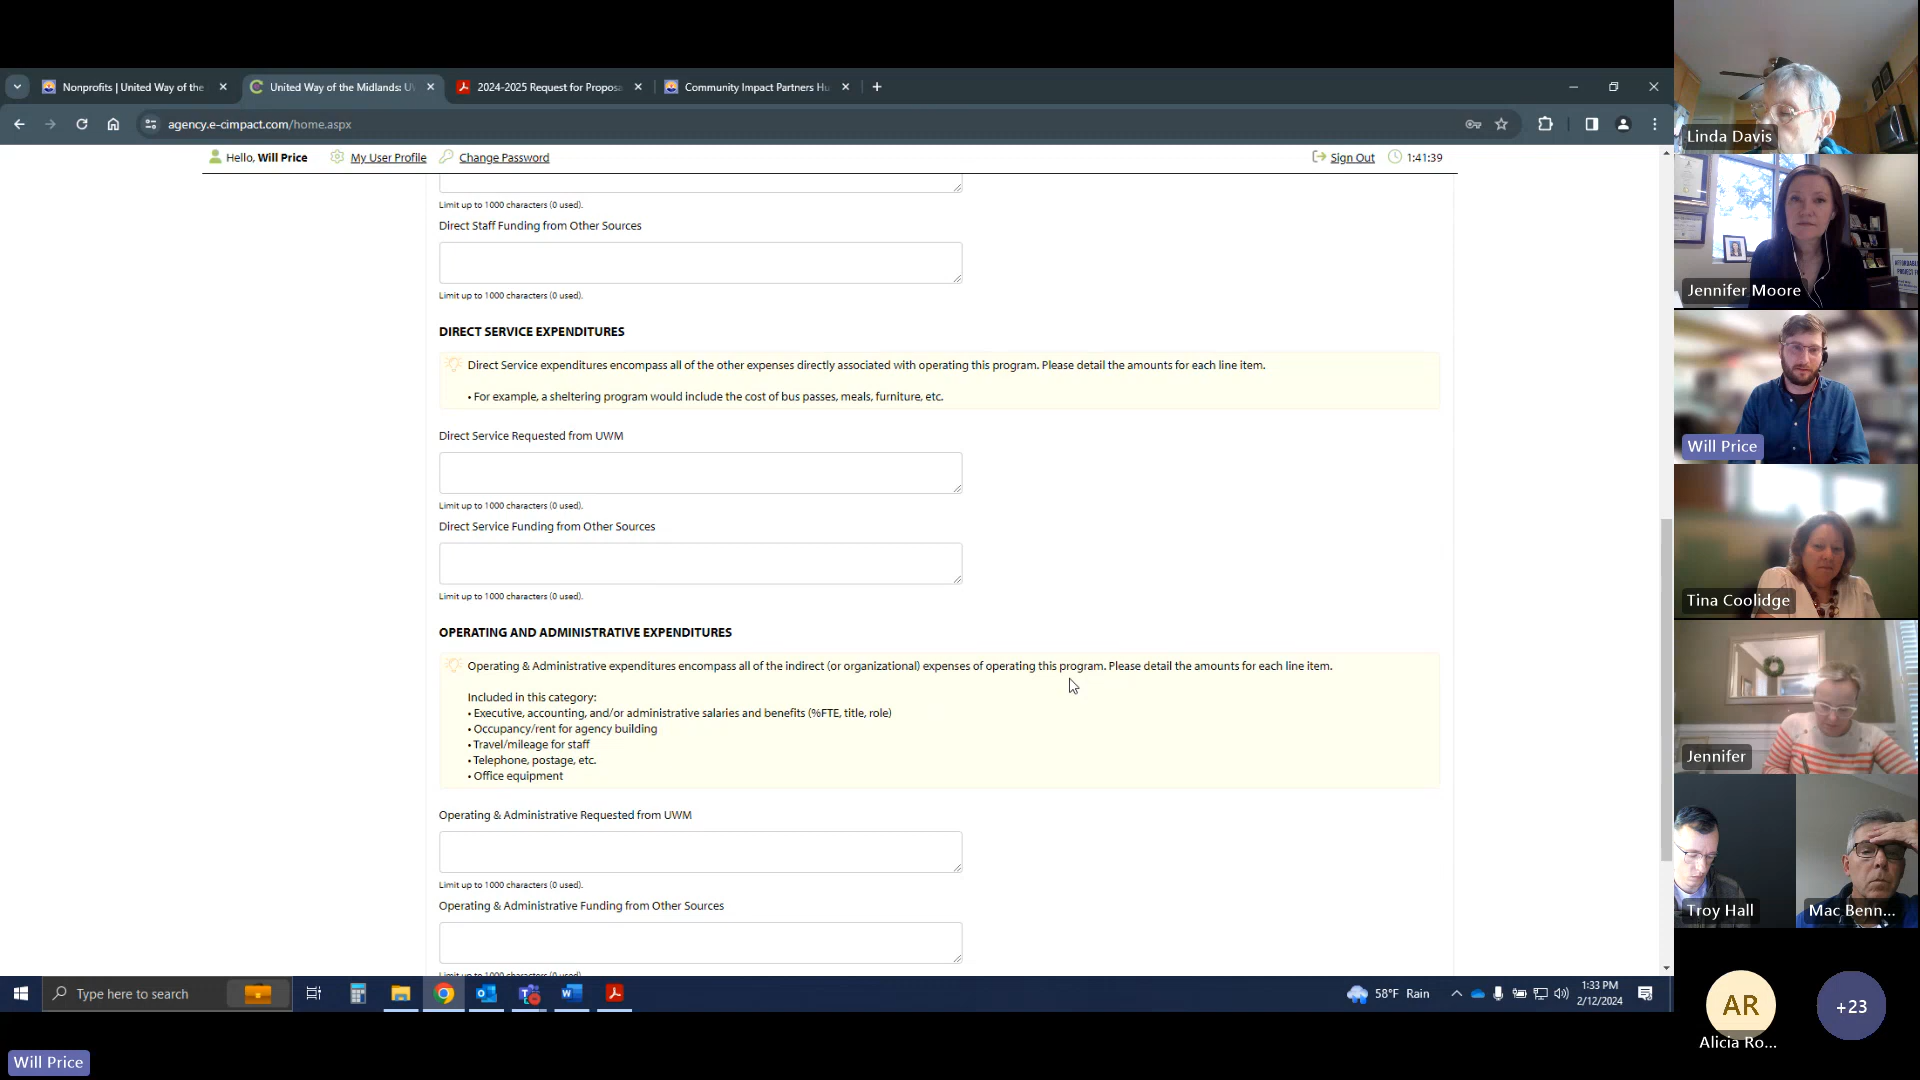 Nonprofits | United Way of the
United Way of the Midlands: U
2024-2025 Request for Proposa
Community Impact Partners Hu
agency.e-cimpact.com/home.aspx
Hello, Will Price
My User Profile
Change Password
Sign Out
1:41:39
Limit up to 1000 characters (0 used).
Direct Staff Funding from Other Sources
Limit up to 1000 characters (0 used).
DIRECT SERVICE EXPENDITURES
Direct Service expenditures encompass all of the other expenses directly associated with operating this program. Please detail the amounts for each line item.
• For example, a sheltering program would include the cost of bus passes, meals, furniture, etc.
Direct Service Requested from UWM
Limit up to 1000 characters (0 used).
Direct Service Funding from Other Sources
Limit up to 1000 characters (0 used).
OPERATING AND ADMINISTRATIVE EXPENDITURES
Operating & Administrative expenditures encompass all of the indirect (or organizational) expenses of operating this program. Please detail the amounts for each line item.
Included in this category:
• Executive, accounting, and/or administrative salaries and benefits (%FTE, title, role)
• Occupancy/rent for agency building
• Travel/mileage for staff
• Telephone, postage, etc.
• Office equipment
Operating & Administrative Requested from UWM
Limit up to 1000 characters (0 used).
Operating & Administrative Funding from Other Sources
Limit up to 1000 characters (0 used).
Type here to search
58°F Rain
1:33 PM
2/12/2024
Will Price
Linda Davis
Jennifer Moore
Will Price
Tina Coolidge
Jennifer
Troy Hall
Mac Benn...
AR
Alicia Ro...
+23